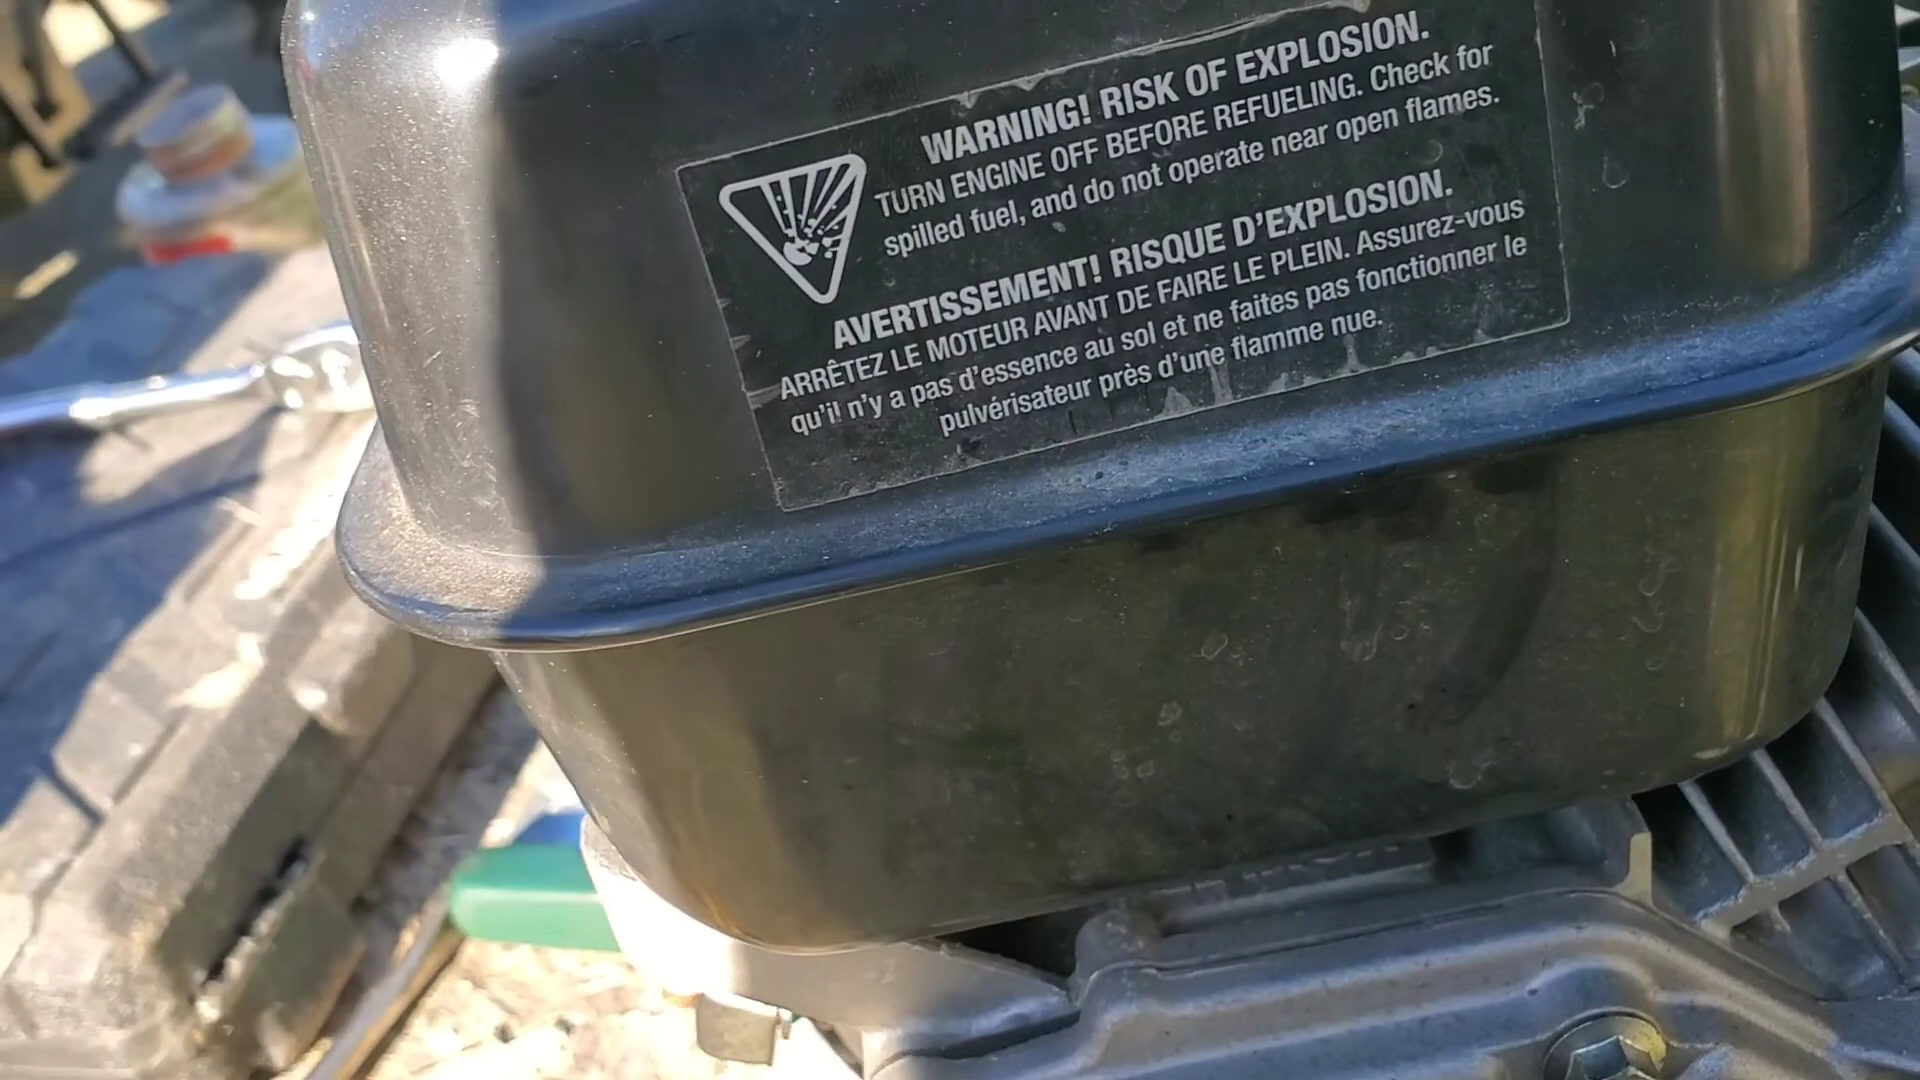 WARNING! RISK OF EXPLOSION.
TURN ENGINE OFF BEFORE REFUELING. Check for
spilled fuel, and do not operate near open flames.
AVERTISSEMENT! RISQUE D'EXPLOSION.
ARRÊTEZ LE MOTEUR AVANT DE FAIRE LE PLEIN. Assurez-vous
qu'il n'y a pas d'essence au sol et ne faites pas fonctionner le
pulvérisateur près d'une flamme nue.